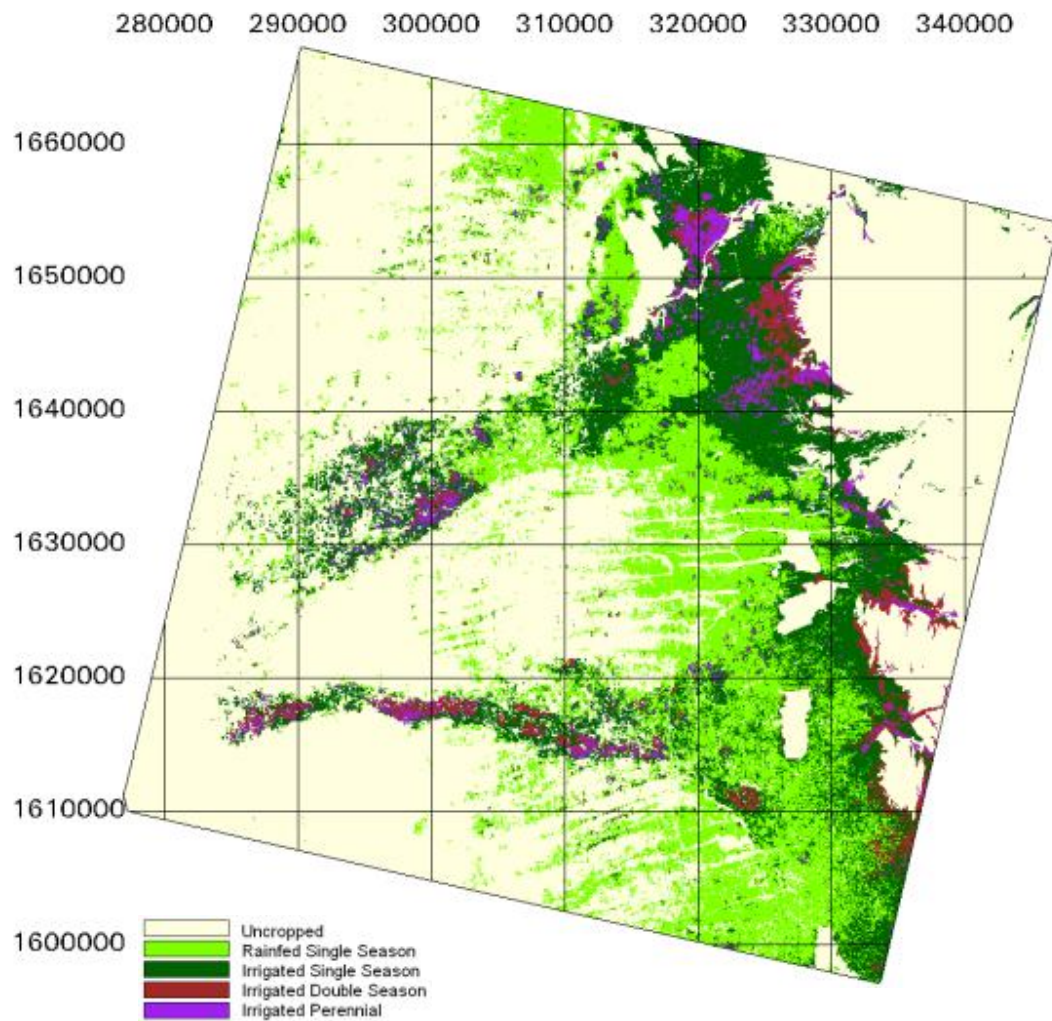 280000 290000 300000 310000 320000 330000 340000
1660000
1650000
1640000
1630000
1620000
1610000
1600000
Uncropped
Rainfed Single Season
Irrigated Single Season
Irrigated Double Season
Irrigated Perennial